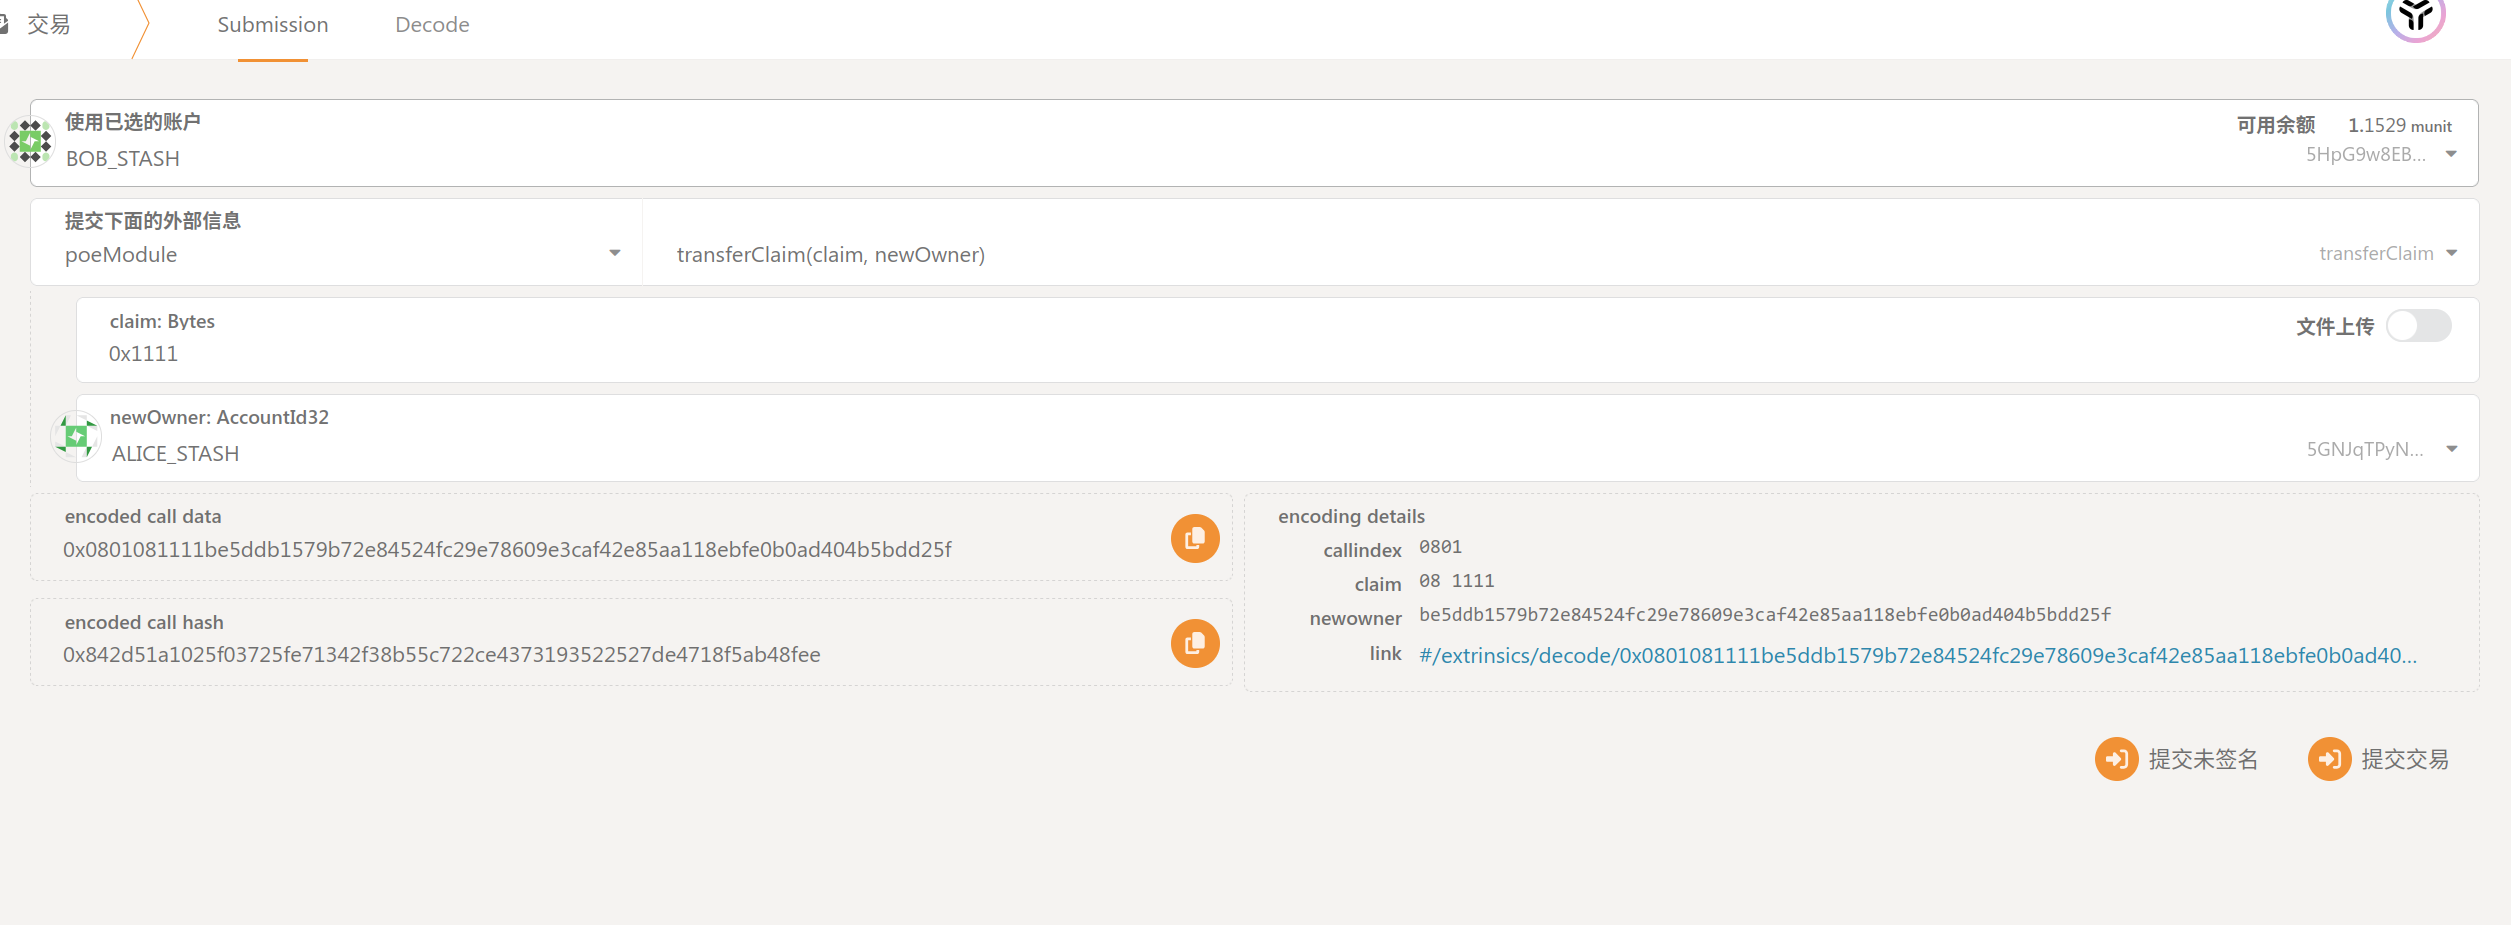 交易
Submission
Decode
使用已选的账户
BOB_STASH
可用余额 1.1529 munit
5HpG9w8EB...
提交下面的外部信息
poeModule
transferClaim(claim, newOwner)
transferClaim
claim: Bytes
0x1111
文件上传
newOwner: AccountId32
ALICE_STASH
5GNJqTPyN...
encoded call data
0x0801081111be5ddb1579b72e84524fc29e78609e3caf42e85aa118ebfe0b0ad404b5bdd25f
encoded call hash
0x842d51a1025f03725fe71342f38b55c722ce4373193522527de4718f5ab48fee
encoding details
callindex 0801
claim 08 1111
newowner be5ddb1579b72e84524fc29e78609e3caf42e85aa118ebfe0b0ad404b5bdd25f
link #/extrinsics/decode/0x0801081111be5ddb1579b72e84524fc29e78609e3caf42e85aa118ebfe0b0ad40...
提交未签名
提交交易